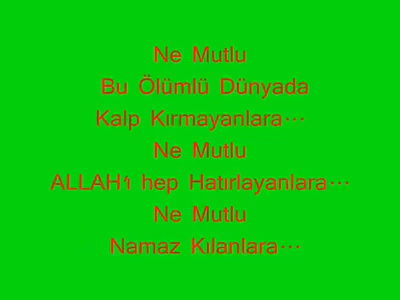 Ne Mutlu
Bu Ölümlü Dünyada
Kalp Kırmayanlara…
Ne Mutlu
ALLAH'ı hep Hatırlayanlara…
Ne Mutlu
Namaz Kılanlara…